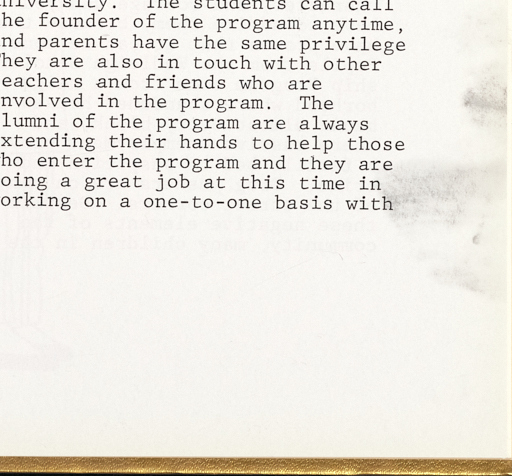 niversity. The students can call
he founder of the program anytime,
nd parents have the same privilege
hey are also in touch with other
eachers and friends who are
nvolved in the program. The
lumni of the program are always
xtending their hands to help those
ho enter the program and they are
oing a great job at this time in
orking on a one-to-one basis with